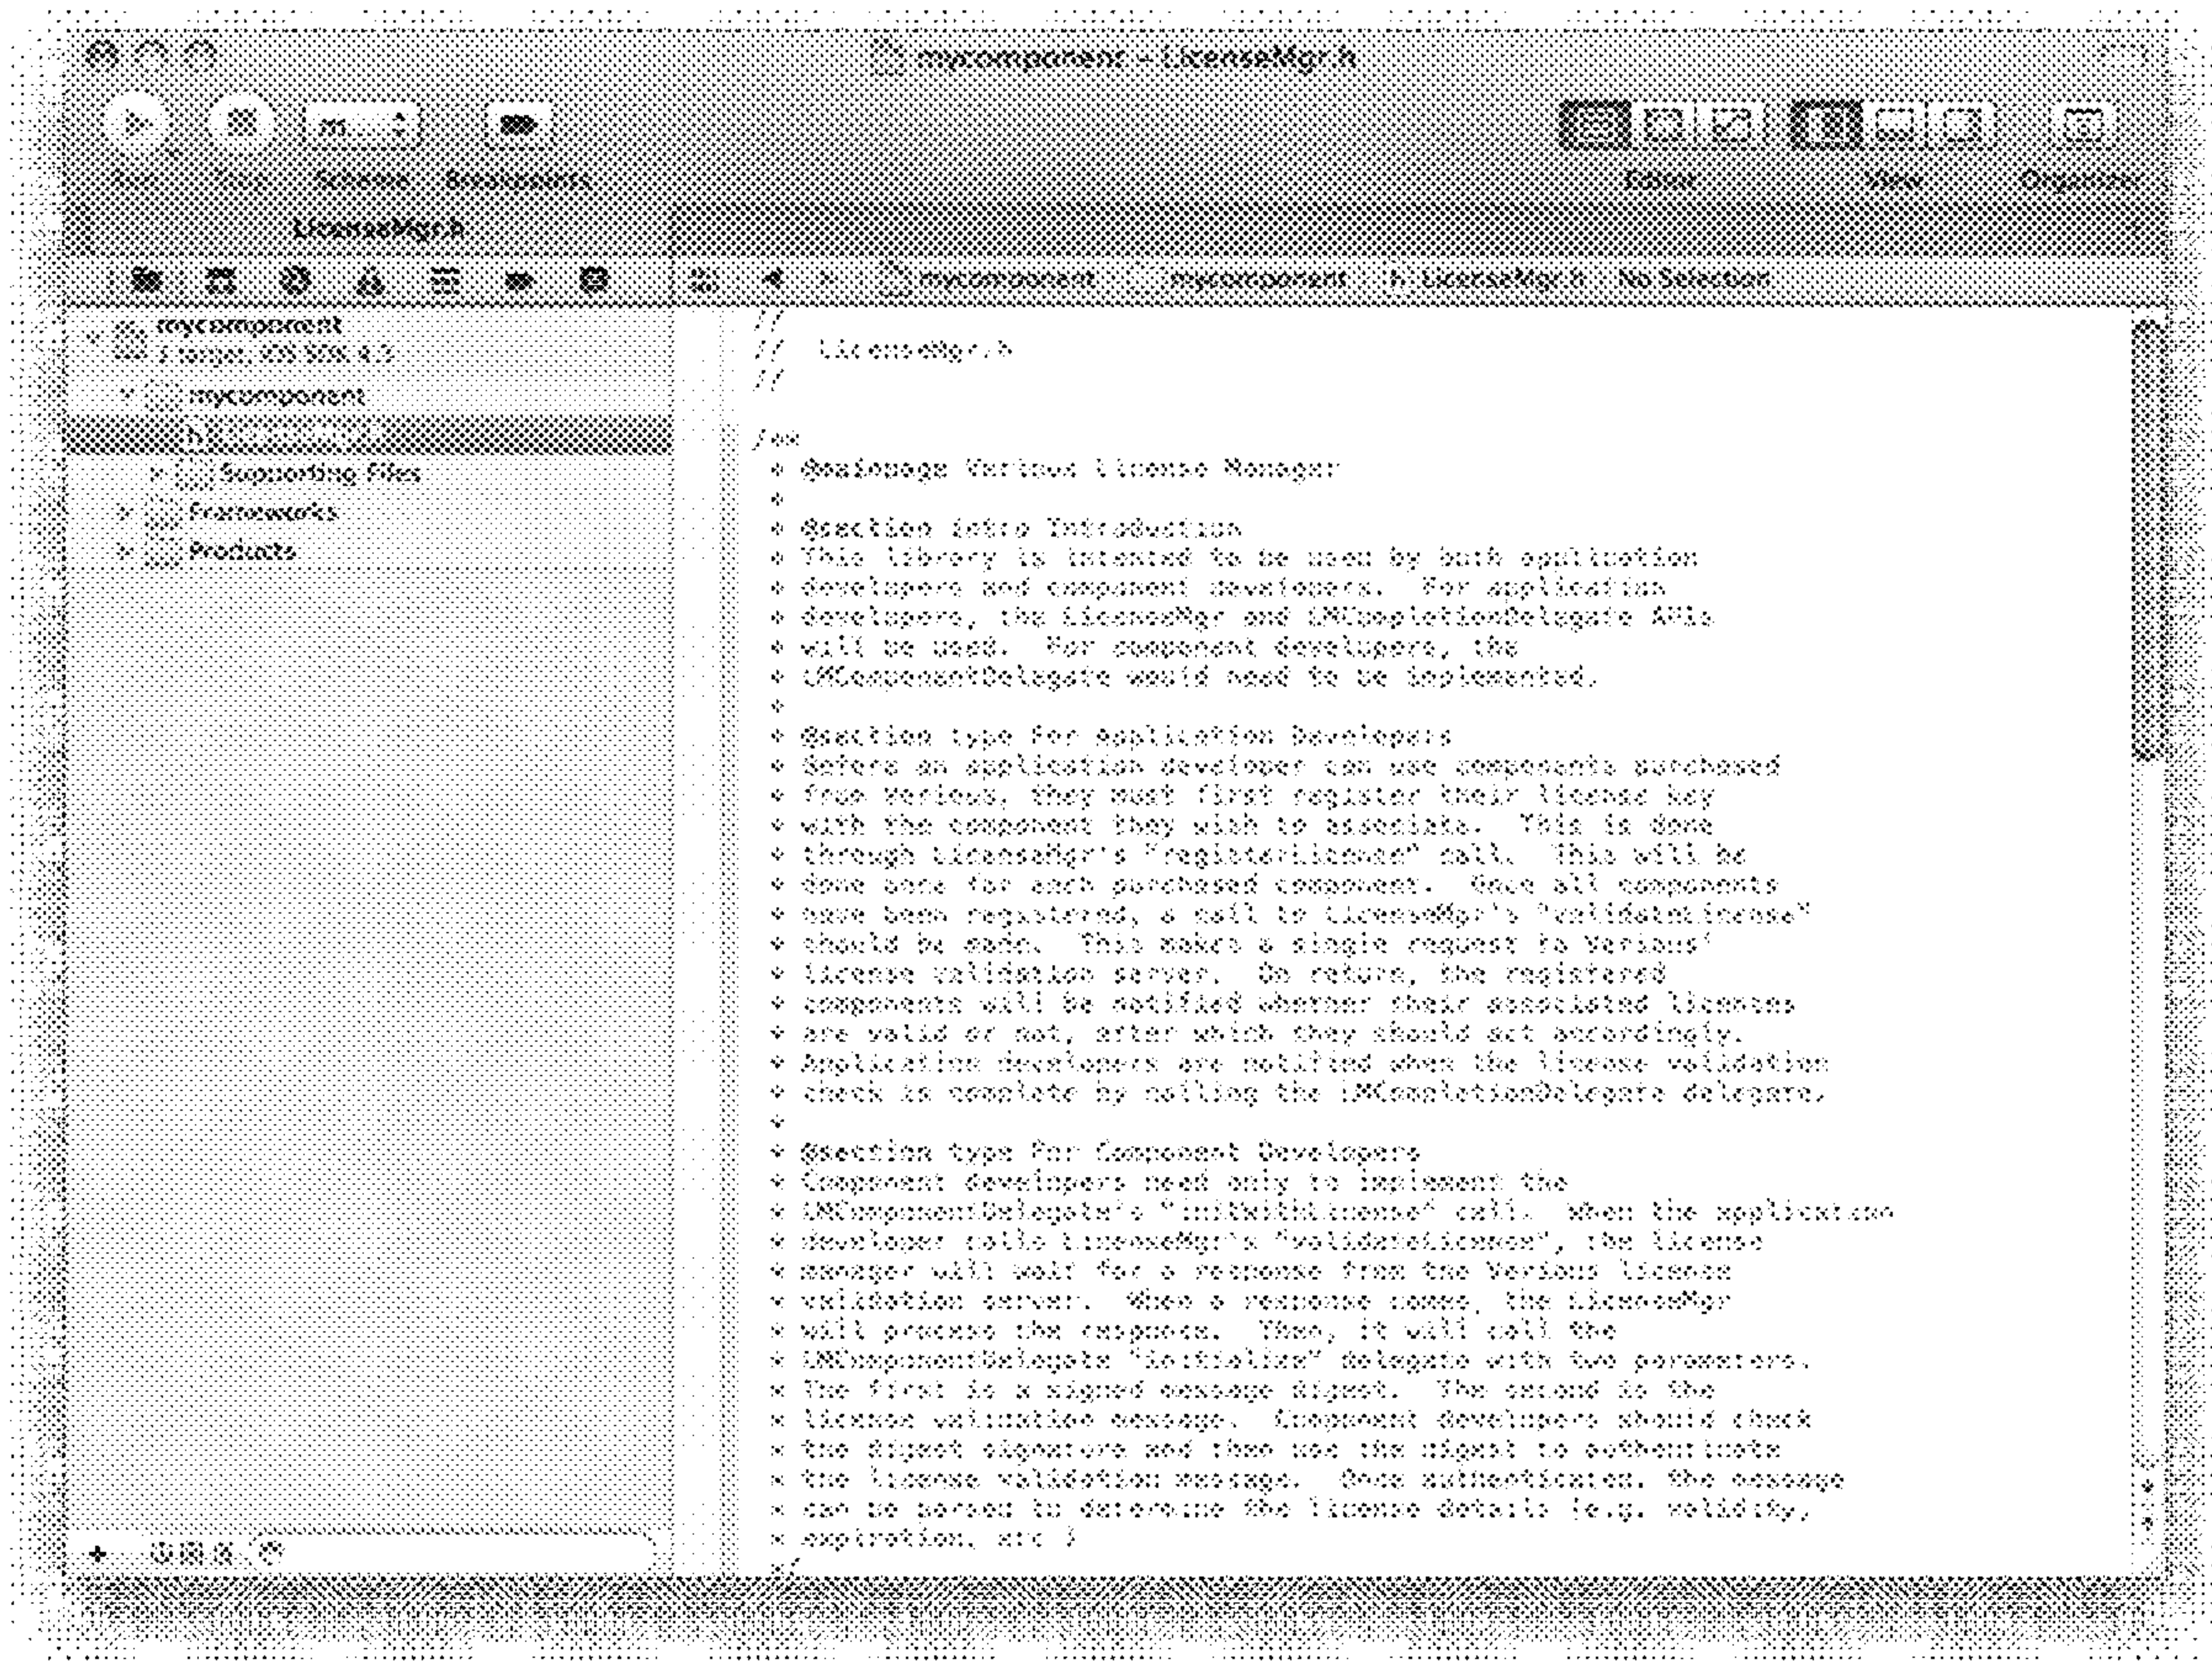 mycomponent – LicenseMgr.h
m...
Scheme Breakpoints Editor View Organizer
LicenseMgr.h
mycomponent mycomponent h LicenseMgr.h No Selection
mycomponent
1 target, iOS SDK 4.3
mycomponent
h
Supporting Files
Frameworks
Products
//
// LicenseMgr.h
//
/**
* @mainpage Verious License Manager
*
* @section intro Introduction
* This library is intended to be used by both application
* developers and component developers. For application
* developers, the LicenseMgr and LMCompletionDelegate APIs
* will be used. For component developers, the
* LMComponentDelegate would need to be implemented.
*
* @section type For Application Developers
* Before an application developer can use components purchased
* from Verious, they must first register their license key
* with the component they wish to associate. This is done
* through LicenseMgr's "registerLicense" call. This will be
* done once for each purchased component. Once all components
* have been registered, a call to LicenseMgr's "validateLicense"
* should be made. This makes a single request to Verious'
* license validation server. On return, the registered
* components will be notified whether their associated licenses
* are valid or not, after which they should act accordingly.
* Application developers are notified when the license validation
* check is complete by calling the LMCompletionDelegate delegate.
*
* @section type For Component Developers
* Component developers need only to implement the
* LMComponentDelegate's "initWithLicense" call. When the application
* developer calls LicenseMgr's "validateLicense", the license
* manager will wait for a response from the Verious license
* validation server. When a response comes, the LicenseMgr
* will process the response. Then, it will call the
* LMComponentDelegate "initialize" delegate with two parameters.
* The first is a signed message digest. The second is the
* license validation message. Component developers should check
* the digest signature and then use the digest to authenticate
* the license validation message. Once authenticated, the message
* can be parsed to determine the license details (e.g. validity,
* expiration, etc.)
*/